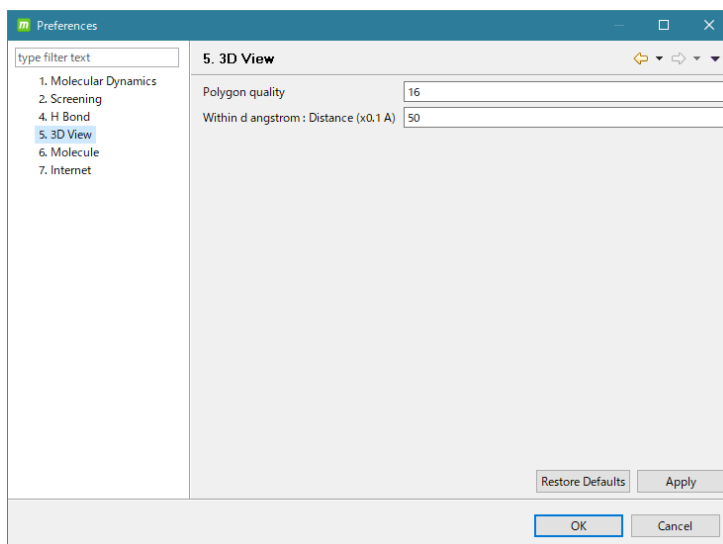 m Preferences
type filter text
1. Molecular Dynamics
2. Screening
4. H Bond
5. 3D View
6. Molecule
7. Internet
5. 3D View
Polygon quality 16
Within d angstrom : Distance (x0.1 A) 50
Restore Defaults Apply
OK Cancel